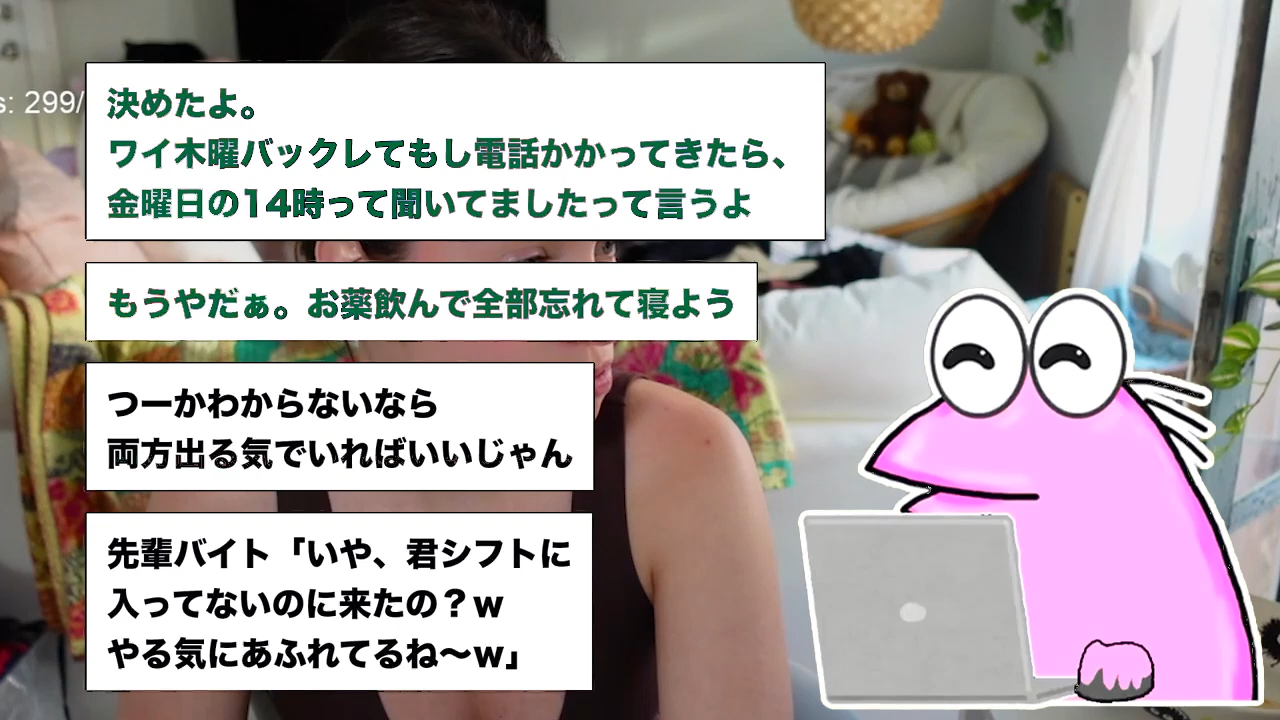 s: 299/
決めたよ。
ワイ木曜バックレてもし電話かかってきたら、
金曜日の14時って聞いてましたって言うよ
もうやだぁ。お薬飲んで全部忘れて寝よう
つーかわからないなら
両方出る気でいればいいじゃん
先輩バイト「いや、君シフトに
入ってないのに来たの？ｗ
やる気にあふれてるね〜ｗ」